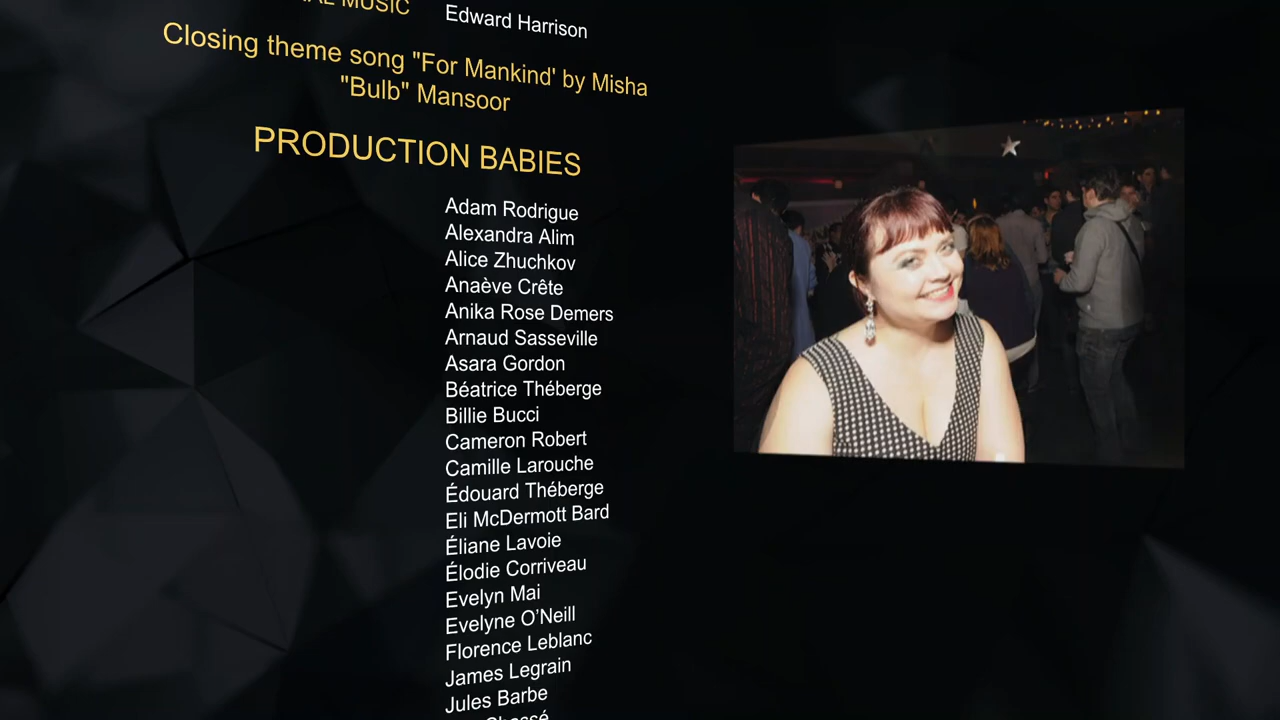 MUSIC
Edward Harrison
Closing theme song "For Mankind' by Misha
"Bulb" Mansoor
PRODUCTION BABIES
Adam Rodrigue
Alexandra Alim
Alice Zhuchkov
Anaève Crête
Anika Rose Demers
Arnaud Sasseville
Asara Gordon
Béatrice Théberge
Billie Bucci
Cameron Robert
Camille Larouche
Édouard Théberge
Eli McDermott Bard
Éliane Lavoie
Élodie Corriveau
Evelyn Mai
Evelyne O’Neill
Florence Leblanc
James Legrain
Jules Barbe
Chassé